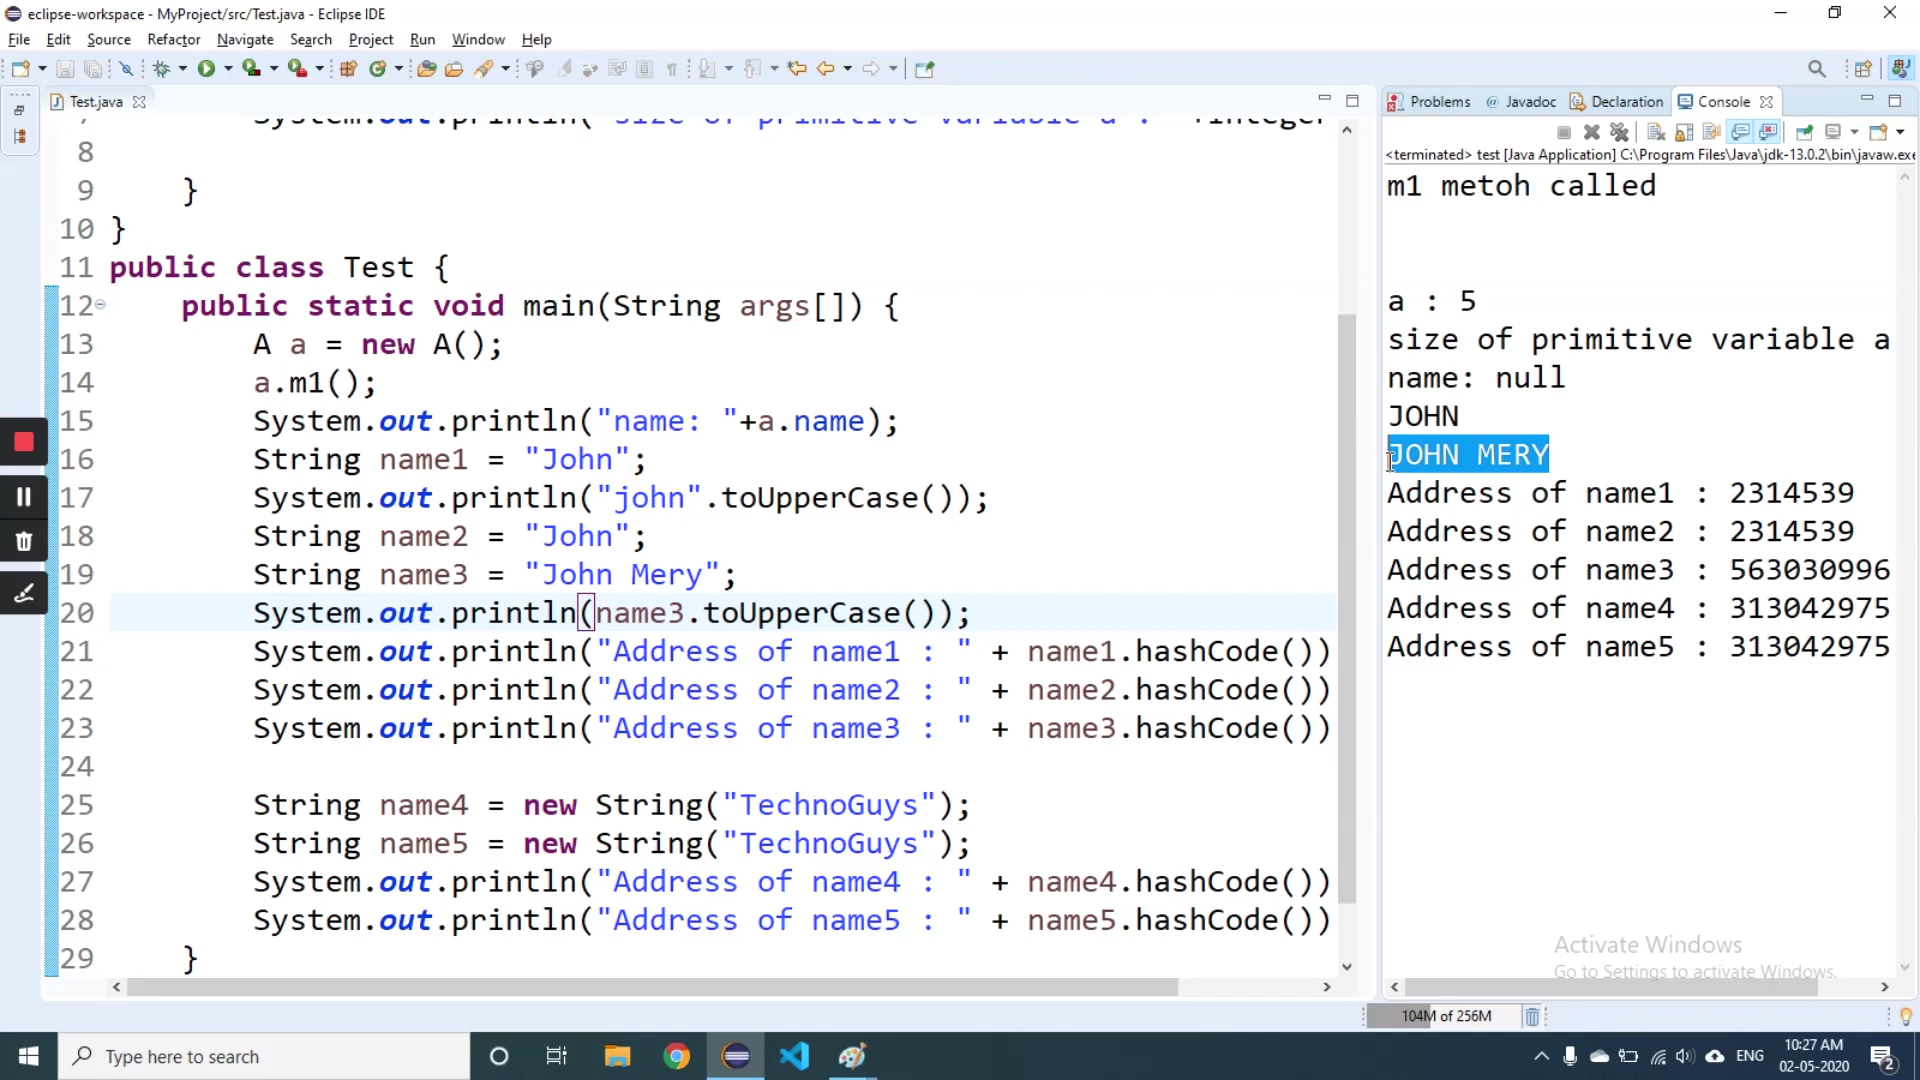 eclipse-workspace - MyProject/src/Test.java - Eclipse IDE
File Edit Source Refactor Navigate Search Project Run Window Help
Test.java
System.out.println("size of primitive variable a : "+Integer
8
9 }
10 }
11 public class Test {
12 public static void main(String args[]) {
13 A a = new A();
14 a.m1();
15 System.out.println("name: "+a.name);
16 String name1 = "John";
17 System.out.println("john".toUpperCase());
18 String name2 = "John";
19 String name3 = "John Mery";
20 System.out.println(name3.toUpperCase());
21 System.out.println("Address of name1 : " + name1.hashCode())
22 System.out.println("Address of name2 : " + name2.hashCode())
23 System.out.println("Address of name3 : " + name3.hashCode())
24
25 String name4 = new String("TechnoGuys");
26 String name5 = new String("TechnoGuys");
27 System.out.println("Address of name4 : " + name4.hashCode())
28 System.out.println("Address of name5 : " + name5.hashCode())
29 }
Problems Javadoc Declaration Console
<terminated> test [Java Application] C:\Program Files\Java\jdk-13.0.2\bin\javaw.exe
m1 metoh called
a : 5
size of primitive variable a
name: null
JOHN
JOHN MERY
Address of name1 : 2314539
Address of name2 : 2314539
Address of name3 : 563030996
Address of name4 : 313042975
Address of name5 : 313042975
Activate Windows
Go to Settings to activate Windows.
104M of 256M
Type here to search
ENG
10:27 AM
02-05-2020
2